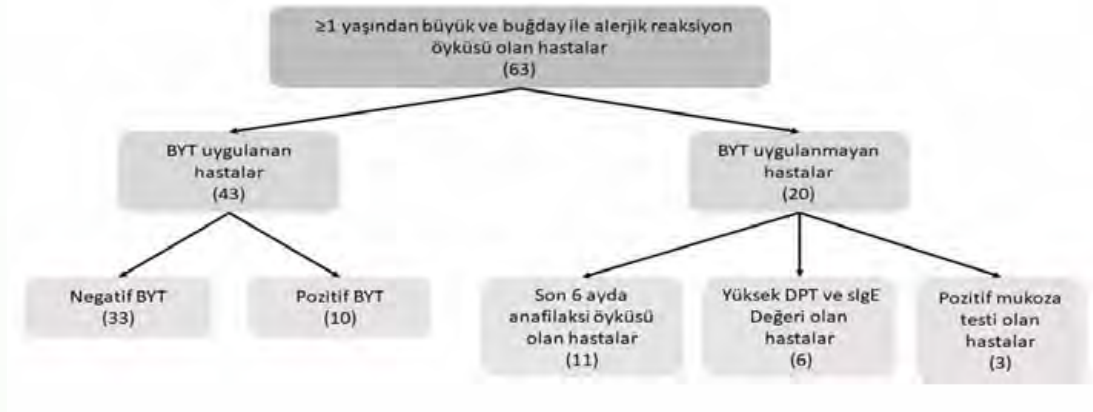 ≥1 yaşından büyük ve buğday ile alerjik reaksiyon
öyküsü olan hastalar
(63)
BYT uygulanan
hastalar
(43)
BYT uygulanmayan
hastalar
(20)
Negatif BYT
(33)
Pozitif BYT
(10)
Son 6 ayda
anafilaksi öyküsü
olan hastalar
(11)
Yüksek DPT ve sIgE
Değeri olan
hastalar
(6)
Pozitif mukoza
testi olan
hastalar
(3)